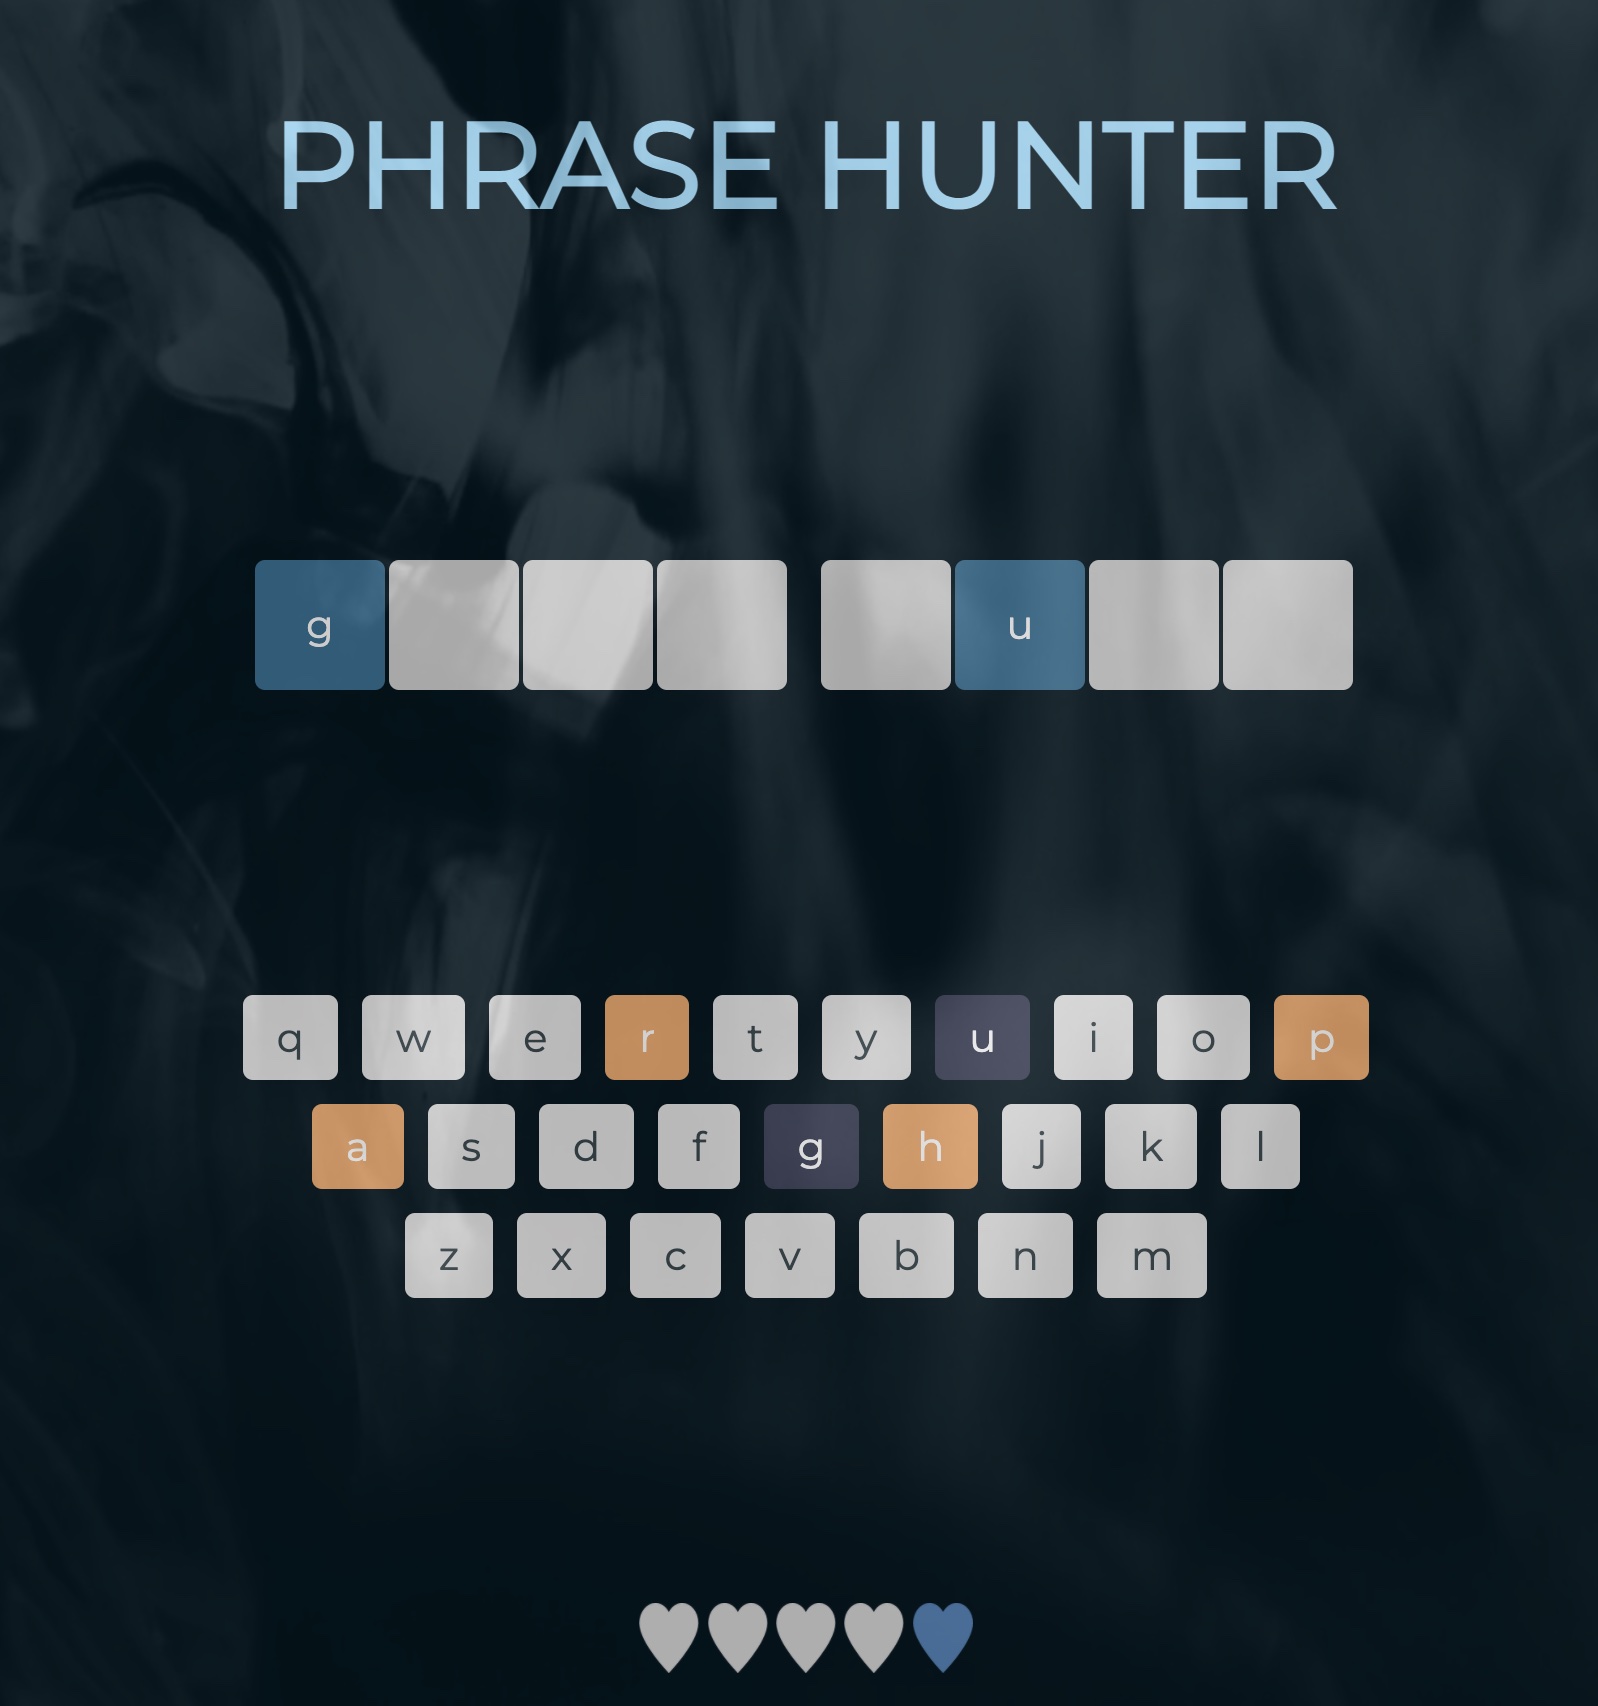 PHRASE HUNTER
g u
q w e r t y u i o p
a s d f g h j k l
z x c v b n m